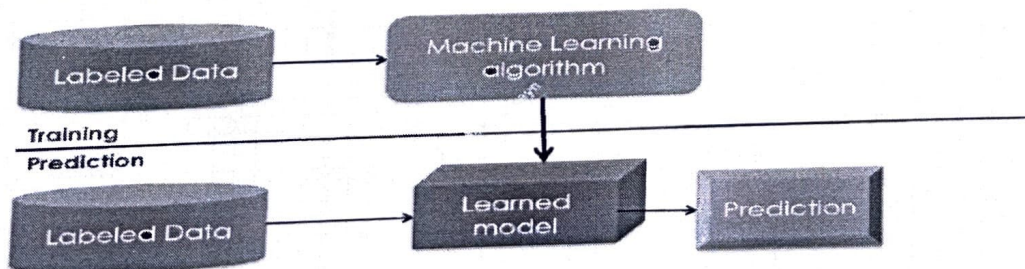 Labeled Data
Machine Learning
algorithm
Training
Prediction
Labeled Data
Learned
model
Prediction